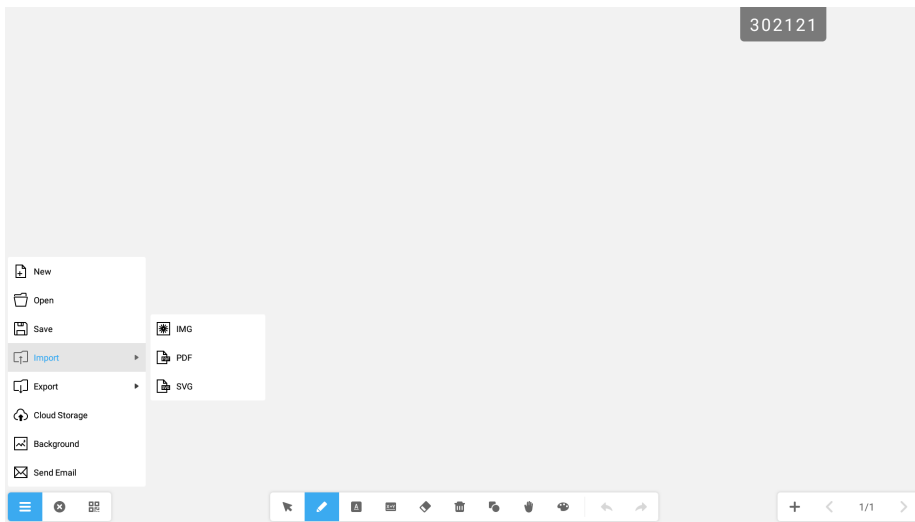 302121
New
Open
Save
IMG
Import
PDF
Export
SVG
Cloud Storage
Background
Send Email
1/1